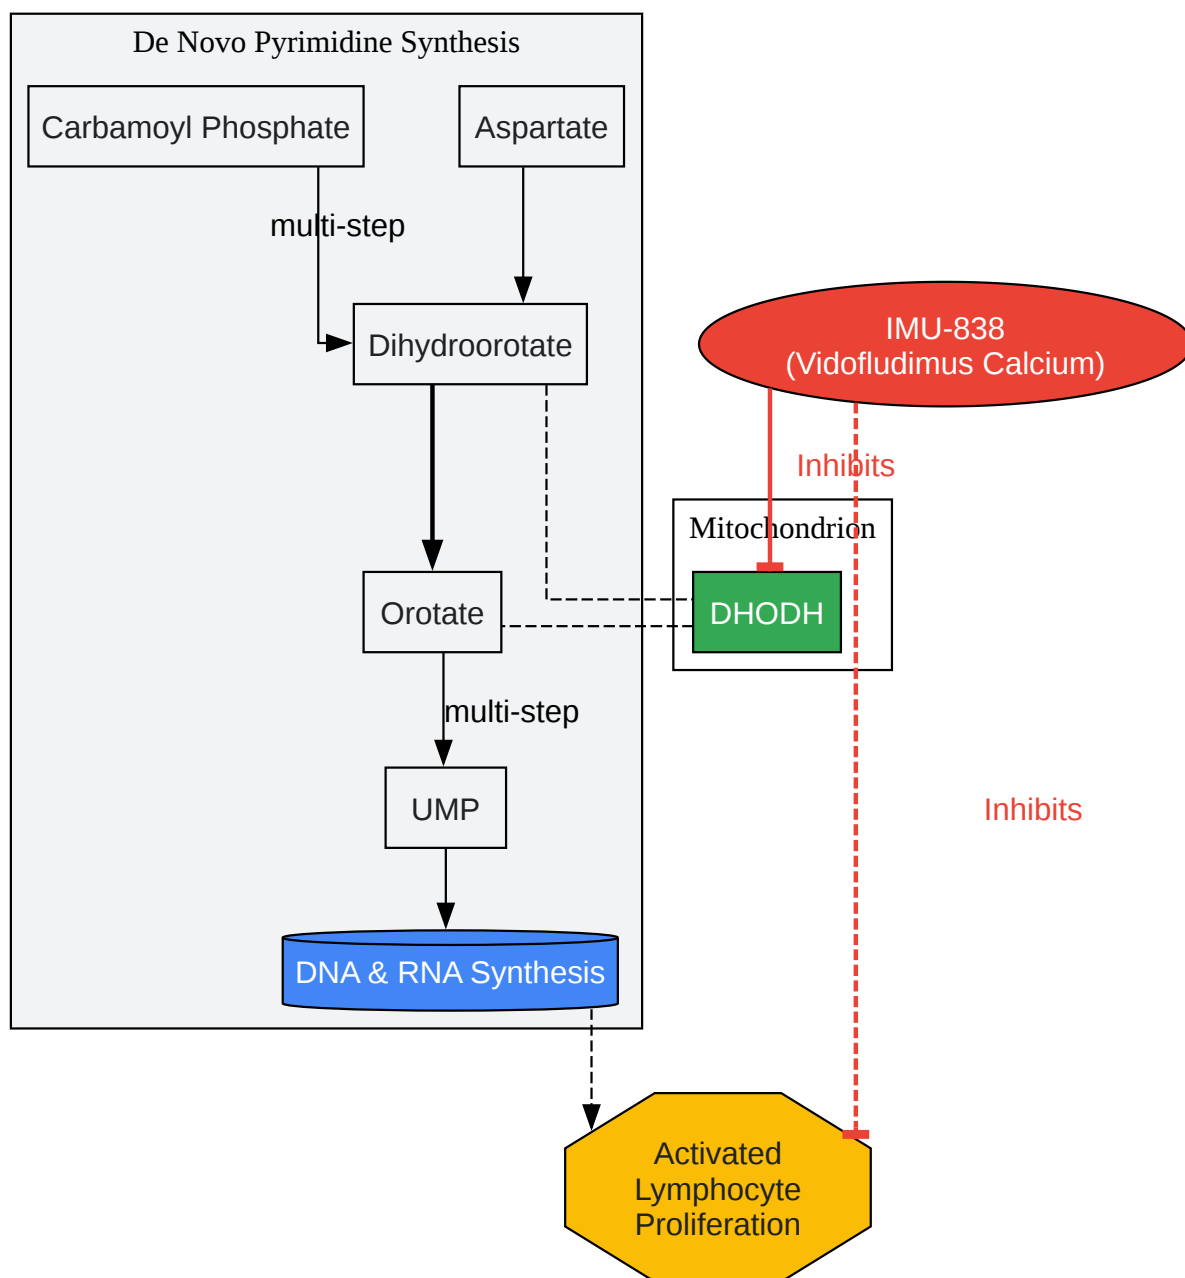 De Novo Pyrimidine Synthesis
Carbamoyl Phosphate
Aspartate
multi-step
Dihydroorotate
IMU-838
(Vidofludimus Calcium)
Inhibits
Mitochondrion
Orotate
DHODH
multi-step
UMP
Inhibits
DNA & RNA Synthesis
Activated
Lymphocyte
Proliferation